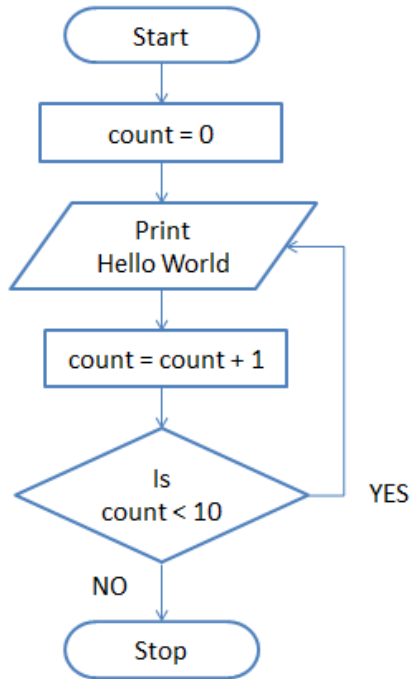 Start
count = 0
Print
Hello World
count = count + 1
Is
count < 10
YES
NO
Stop